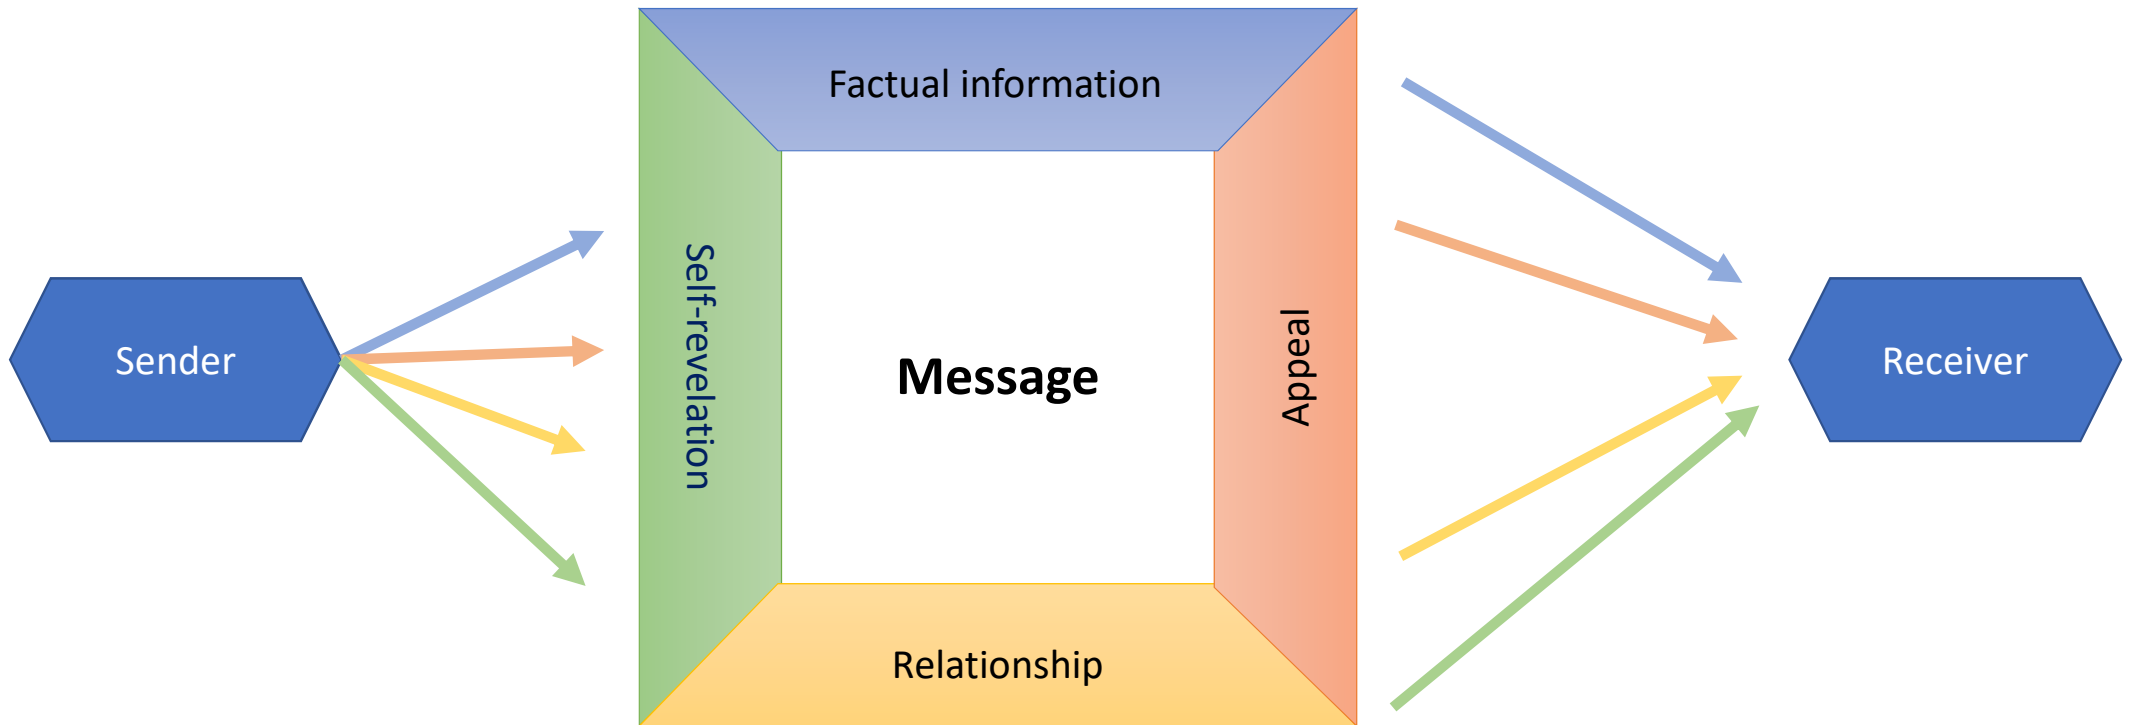 Factual information
Sender
Self-revelation
Message
Appeal
Receiver
Relationship